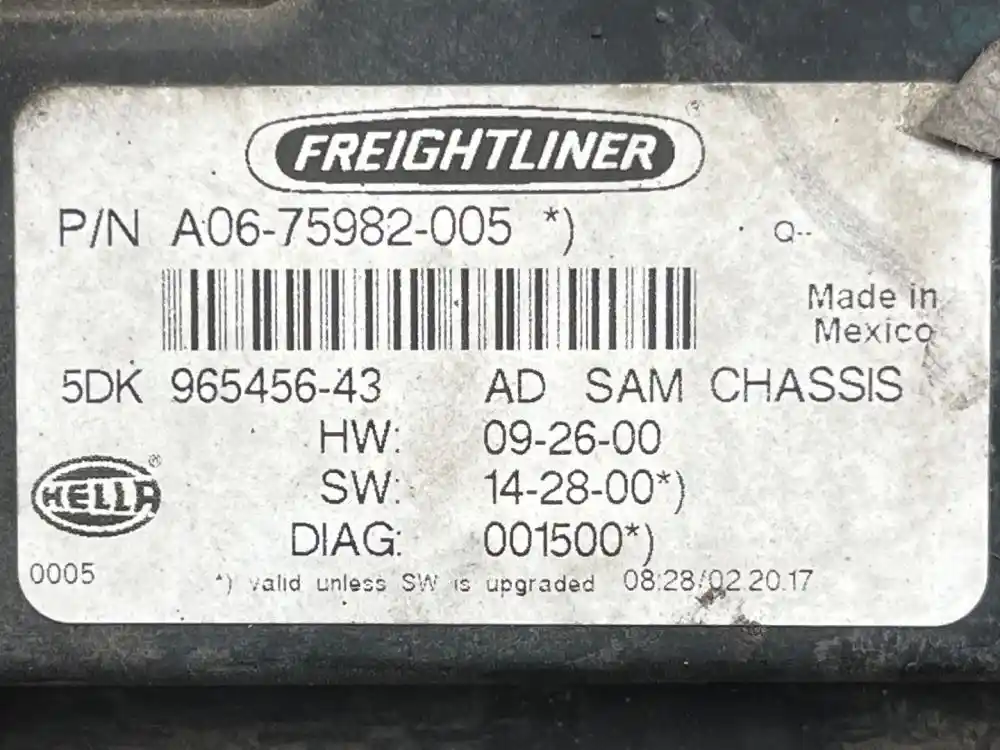 FREIGHTLINER ®
P/N A06-75982-005 *)
Q--
Made in
Mexico
5DK 965456-43 AD SAM CHASSIS
HW: 09-26-00
SW: 14-28-00*)
HELLA ®
DIAG: 001500*)
0005
*) valid unless SW is upgraded 08:28/02.20.17